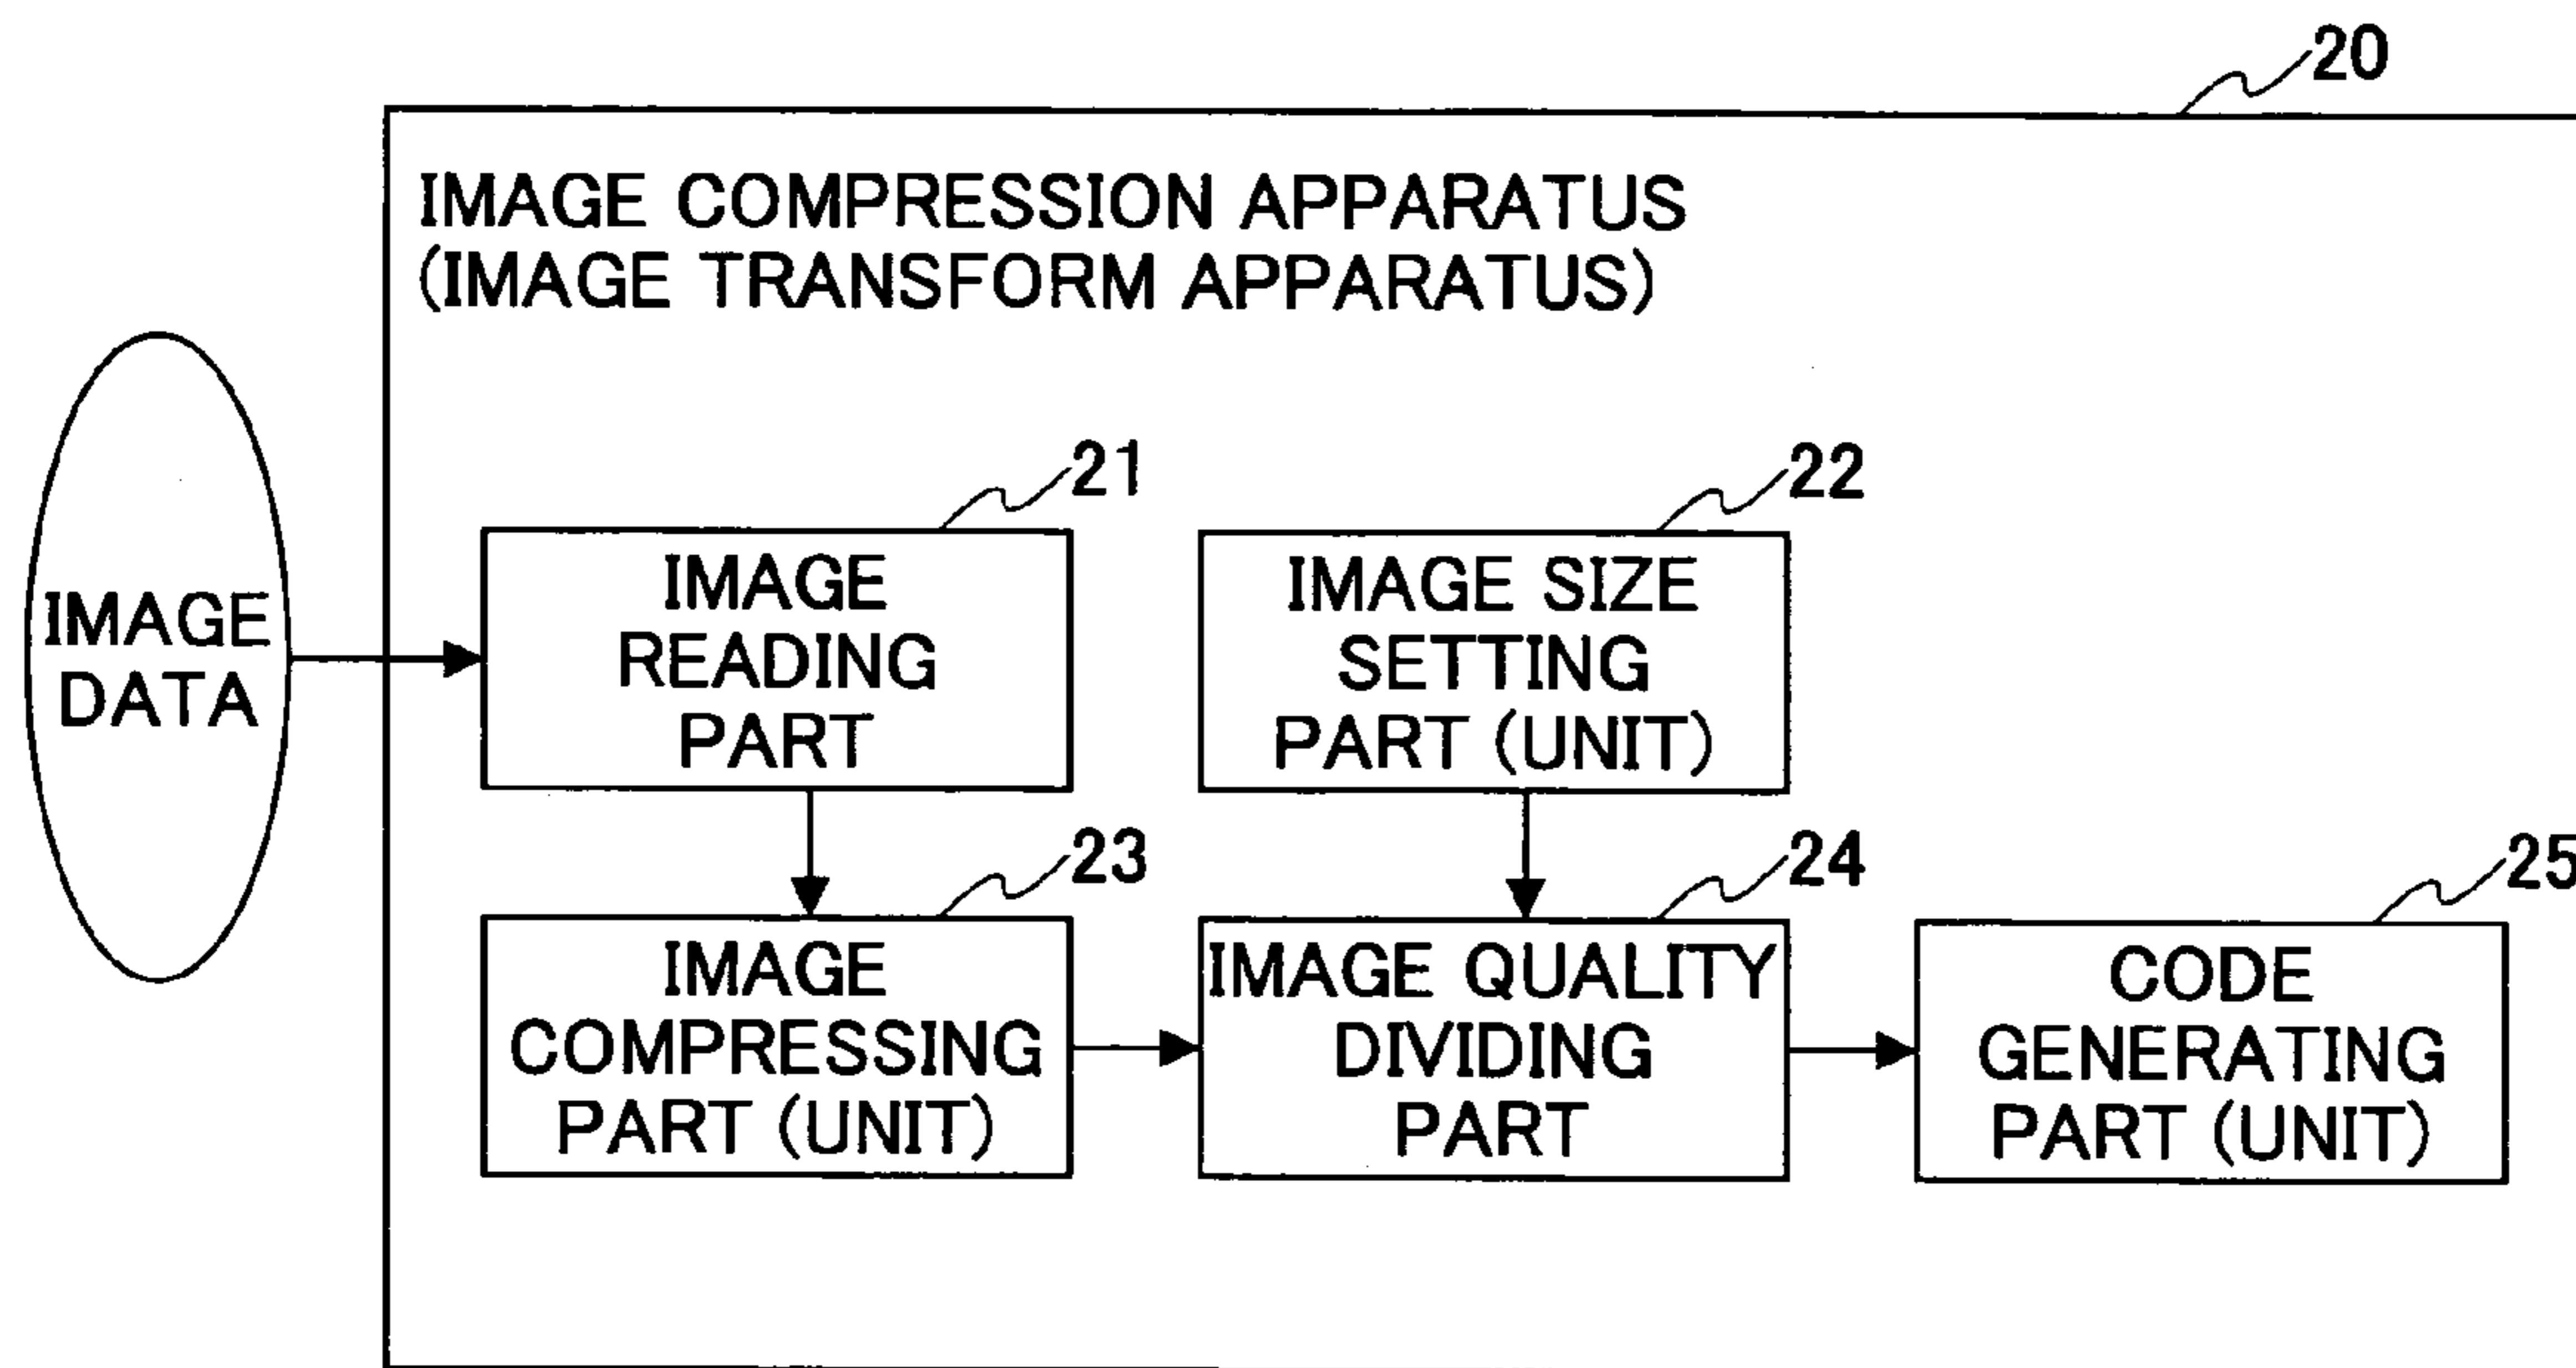 20
IMAGE COMPRESSION APPARATUS
(IMAGE TRANSFORM APPARATUS)
IMAGE
DATA
21
IMAGE
READING
PART
22
IMAGE SIZE
SETTING
PART (UNIT)
23
IMAGE
COMPRESSING
PART (UNIT)
24
IMAGE QUALITY
DIVIDING
PART
25
CODE
GENERATING
PART (UNIT)